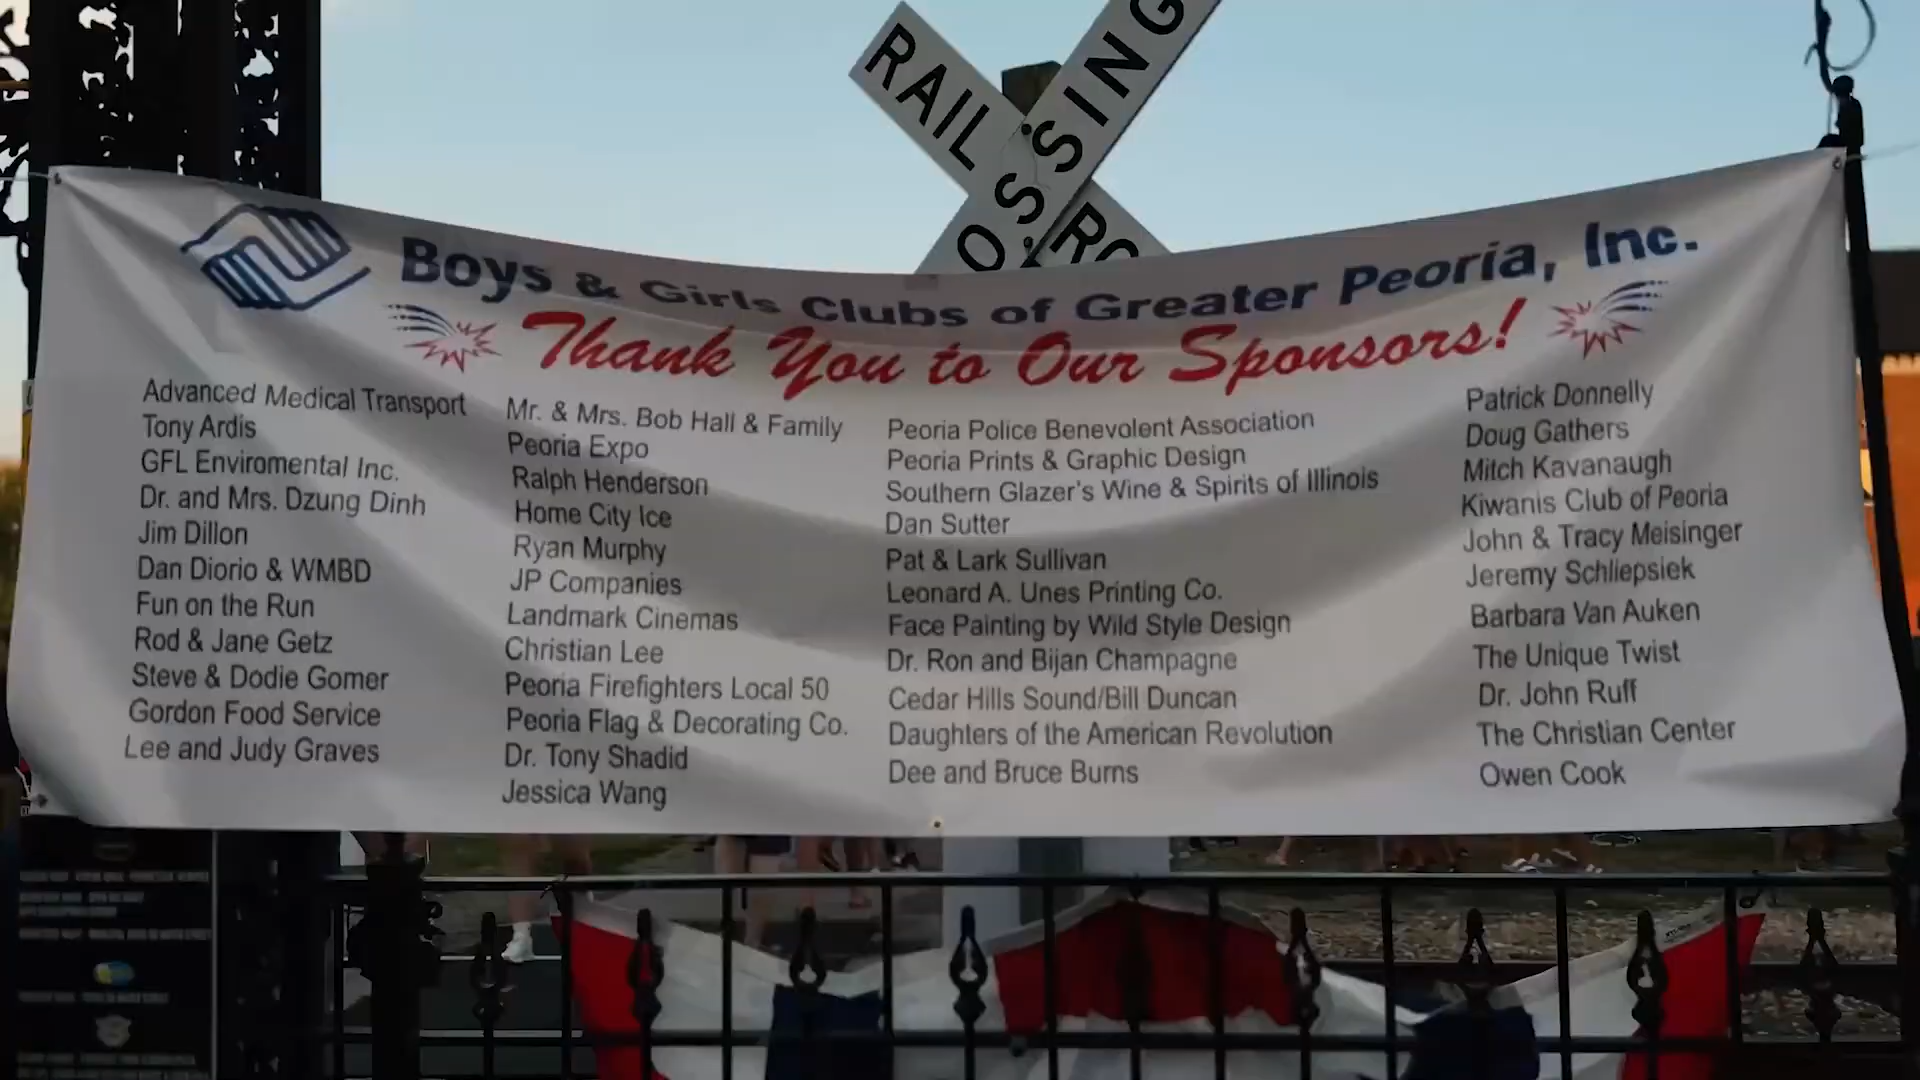 RAIL
CROSSING
RO
Boys & Girls Clubs of Greater Peoria, Inc.
Thank You to Our Sponsors!
Advanced Medical Transport
Tony Ardis
GFL Enviromental Inc.
Dr. and Mrs. Dzung Dinh
Jim Dillon
Dan Diorio & WMBD
Fun on the Run
Rod & Jane Getz
Steve & Dodie Gomer
Gordon Food Service
Lee and Judy Graves
Mr. & Mrs. Bob Hall & Family
Peoria Expo
Ralph Henderson
Home City Ice
Ryan Murphy
JP Companies
Landmark Cinemas
Christian Lee
Peoria Firefighters Local 50
Peoria Flag & Decorating Co.
Dr. Tony Shadid
Jessica Wang
Peoria Police Benevolent Association
Peoria Prints & Graphic Design
Southern Glazer's Wine & Spirits of Illinois
Dan Sutter
Pat & Lark Sullivan
Leonard A. Unes Printing Co.
Face Painting by Wild Style Design
Dr. Ron and Bijan Champagne
Cedar Hills Sound/Bill Duncan
Daughters of the American Revolution
Dee and Bruce Burns
Patrick Donnelly
Doug Gathers
Mitch Kavanaugh
Kiwanis Club of Peoria
John & Tracy Meisinger
Jeremy Schliepsiek
Barbara Van Auken
The Unique Twist
Dr. John Ruff
The Christian Center
Owen Cook